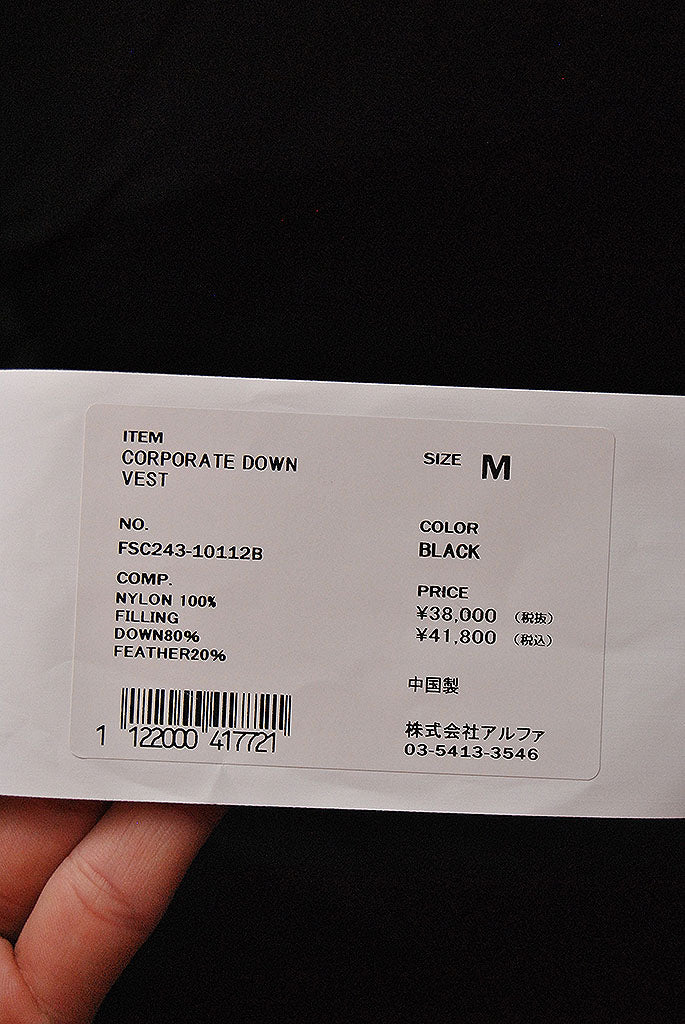 ITEM
CORPORATE DOWN
VEST
SIZE M
NO.
FSC243-10112B
COLOR
BLACK
COMP.
NYLON 100%
FILLING
DOWN80%
FEATHER20%
PRICE
¥38,000 (税抜)
¥41,800 (税込)
中国製
株式会社アルファ
03-5413-3546
1 122000 417721